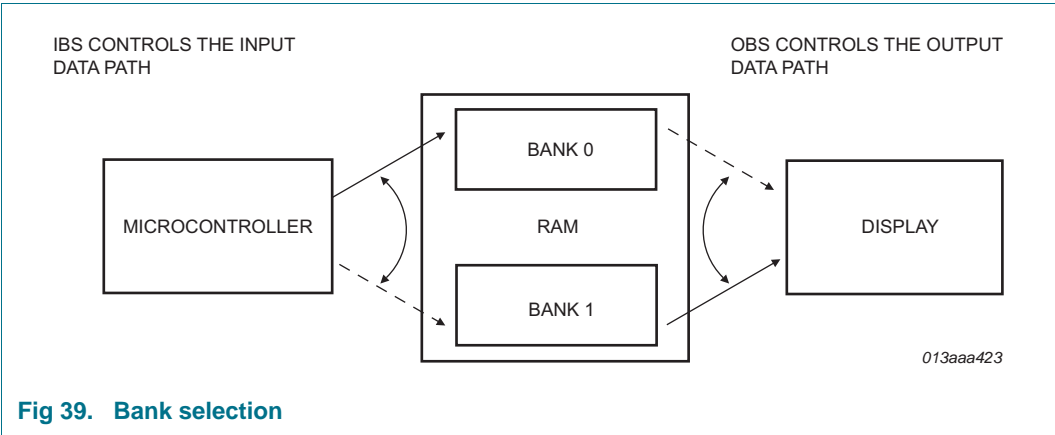 IBS CONTROLS THE INPUT
DATA PATH
OBS CONTROLS THE OUTPUT
DATA PATH
MICROCONTROLLER
BANK 0
RAM
BANK 1
DISPLAY
013aaa423
Fig 39. Bank selection